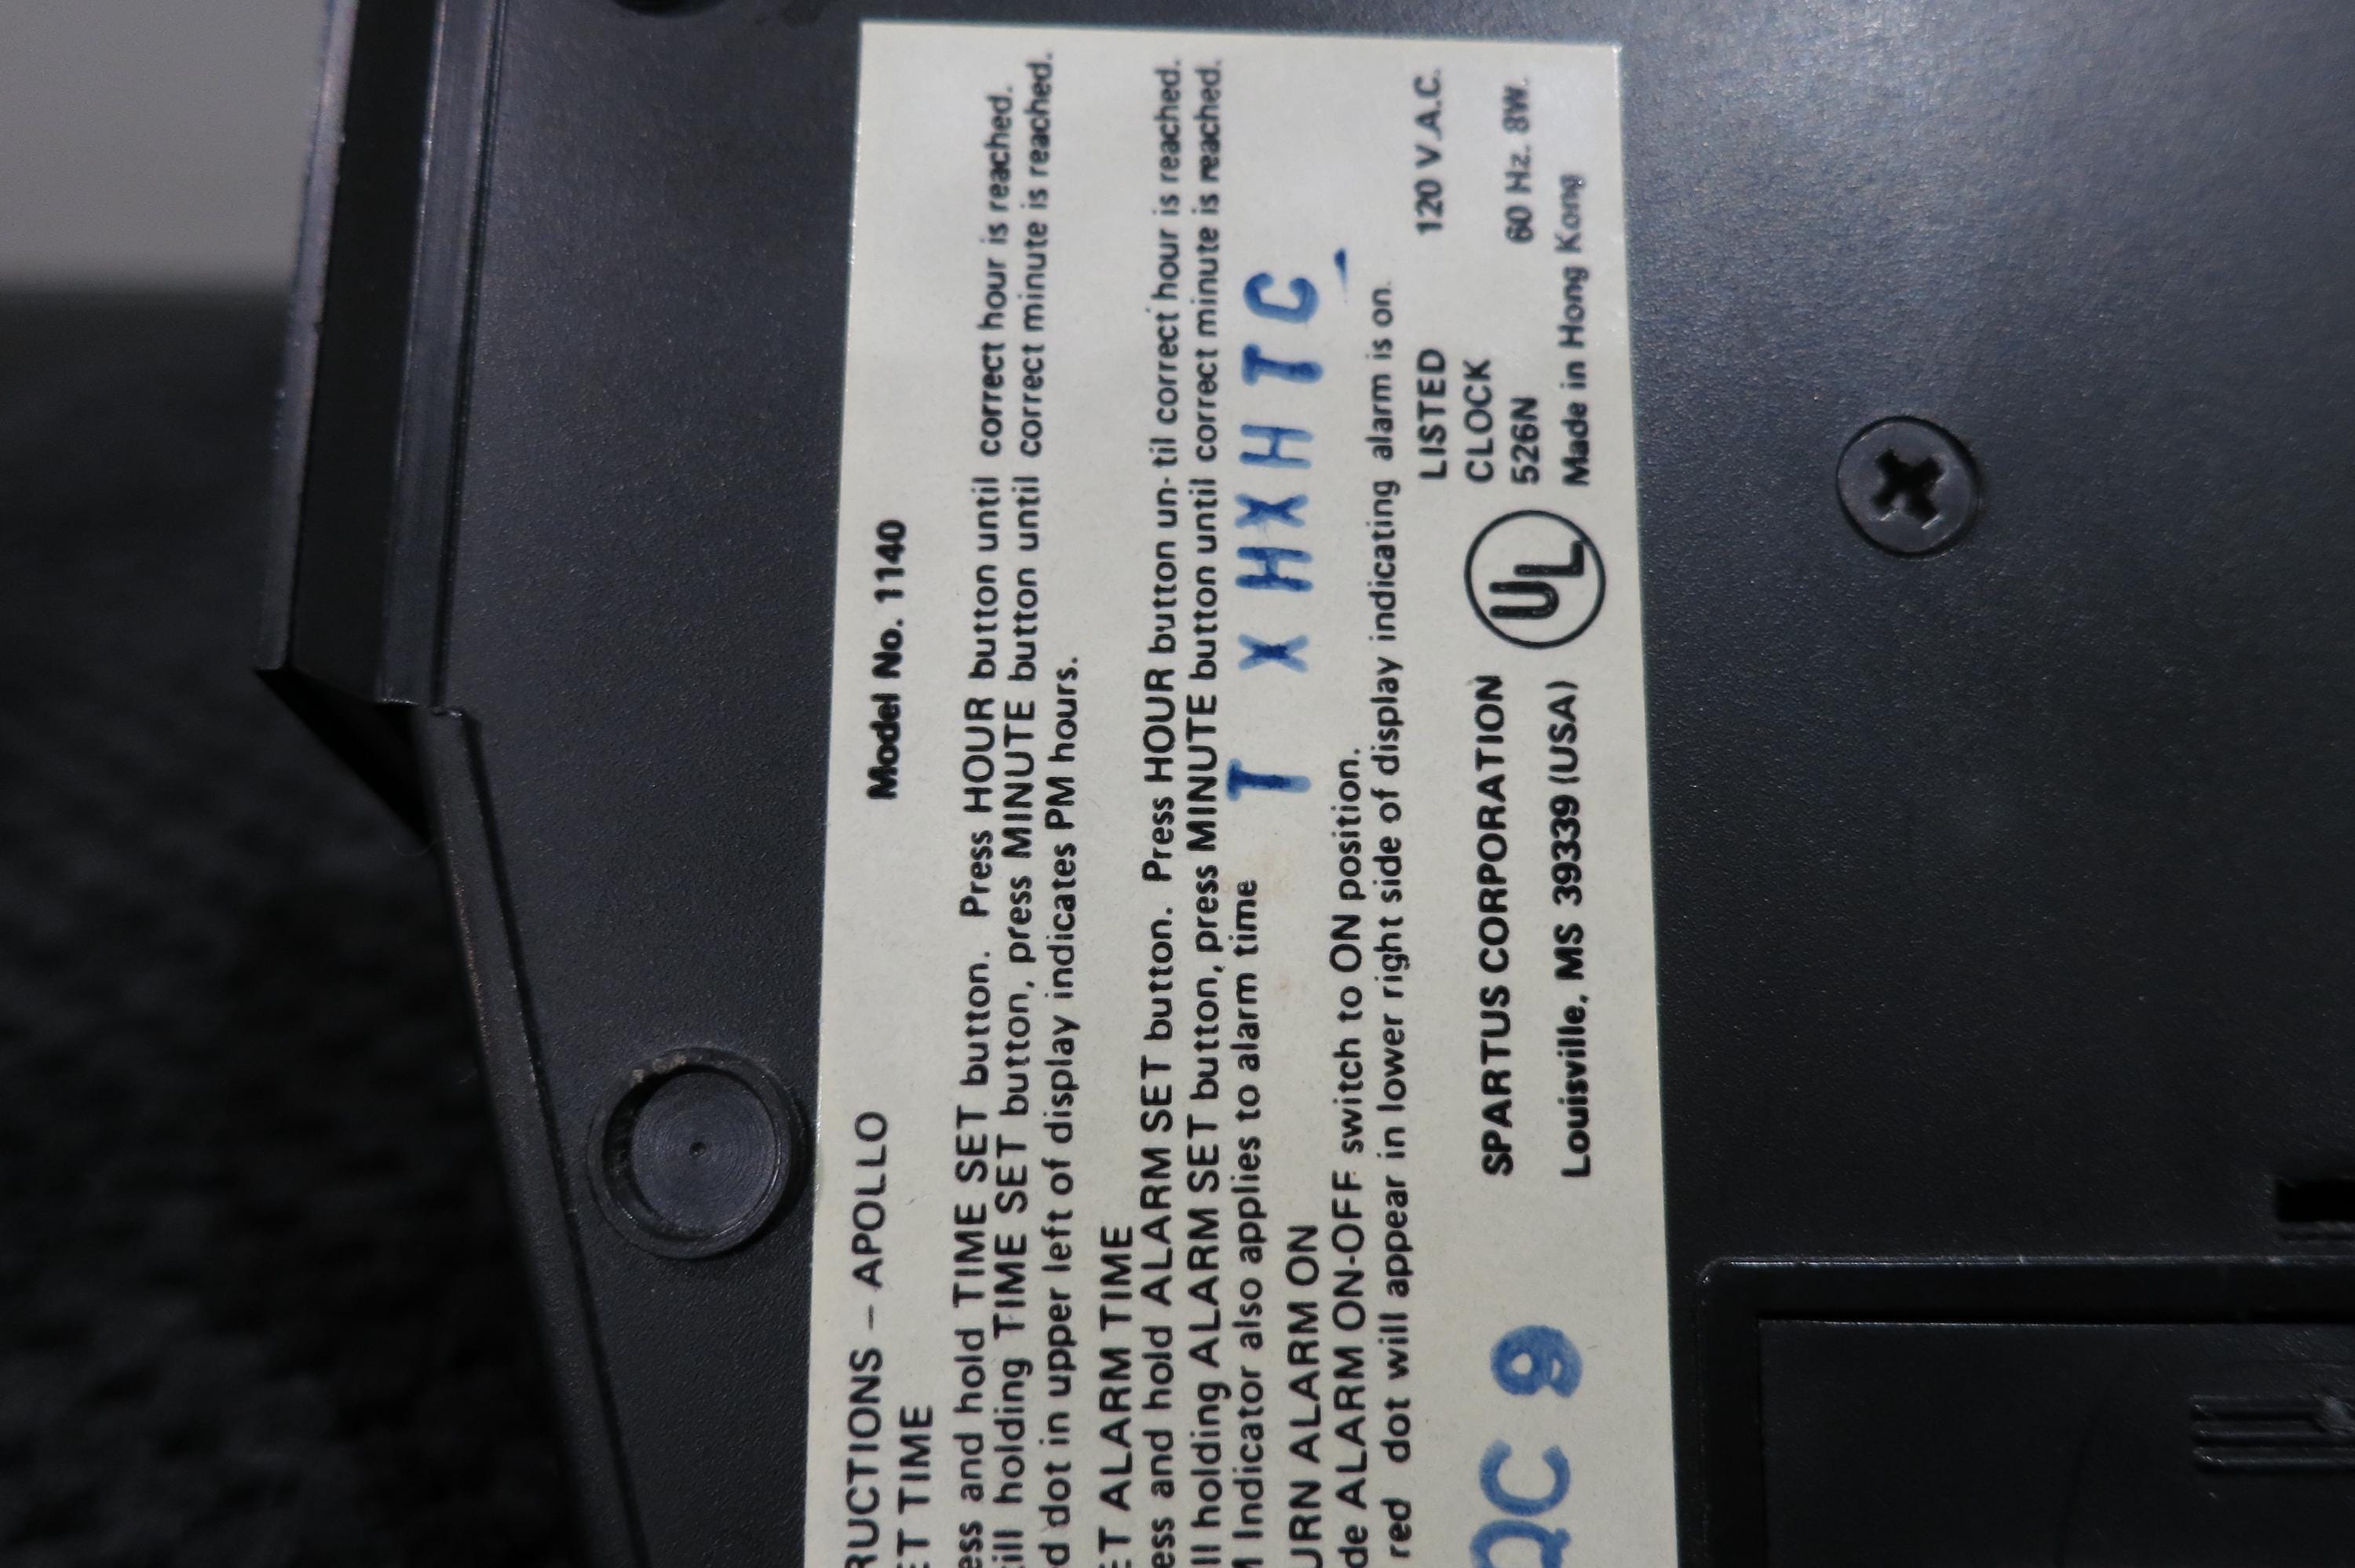 RUCTIONS – APOLLO Model No. 1140
ET TIME
ess and hold TIME SET button. Press HOUR button until correct hour is reached.
ill holding TIME SET button, press MINUTE button until correct minute is reached.
d dot in upper left of display indicates PM hours.
ET ALARM TIME
ess and hold ALARM SET button. Press HOUR button un- til correct hour is reached.
ll holding ALARM SET button, press MINUTE button until correct minute is reached.
M Indicator also applies to alarm time
T X H X H T C
URN ALARM ON
de ALARM ON-OFF switch to ON position.
red dot will appear in lower right side of display indicating alarm is on.
QC 9
SPARTUS CORPORATION
Louisville, MS 39339 (USA)
UL
LISTED 120 V.A.C.
CLOCK
526N 60 Hz. 8W.
Made in Hong Kong